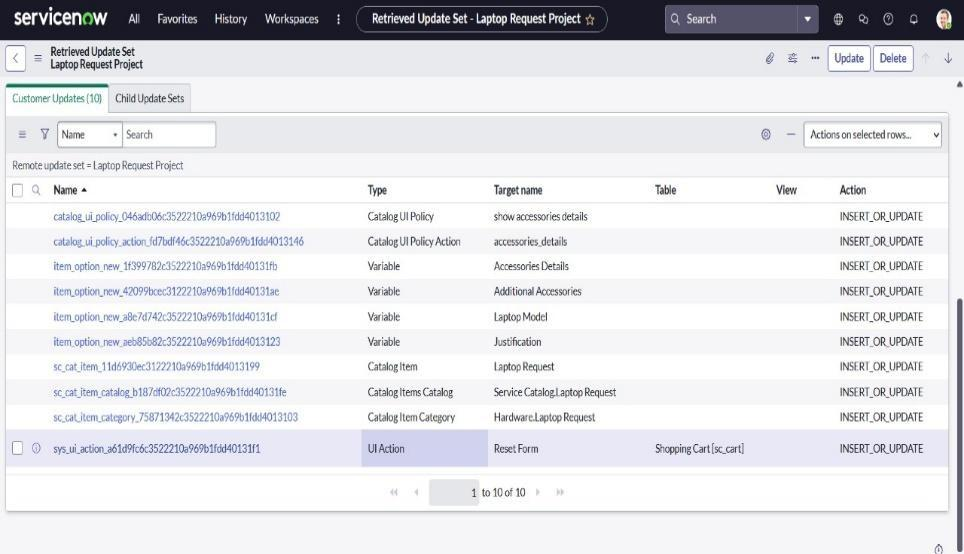 servicenow All Favorites History Workspaces Retrieved Update Set - Laptop Request Project Search
Retrieved Update Set
Laptop Request Project
Update Delete
Customer Updates (10) Child Update Sets
Name Search Actions on selected rows...
Remote update set = Laptop Request Project
Name Type Target name Table View Action
catalog_ui_policy_046adb06c3522210a969b1fdd4013102 Catalog UI Policy show accessories details INSERT_OR_UPDATE
catalog_ui_policy_action_fd7bdf46c3522210a969b1fdd4013146 Catalog UI Policy Action accessories_details INSERT_OR_UPDATE
item_option_new_1f399782c3522210a969b1fdd40131fb Variable Accessories Details INSERT_OR_UPDATE
item_option_new_42099bcec3122210a969b1fdd40131ae Variable Additional Accessories INSERT_OR_UPDATE
item_option_new_a8e7d742c3522210a969b1fdd40131cf Variable Laptop Model INSERT_OR_UPDATE
item_option_new_aeb85b82c3522210a969b1fdd4013123 Variable Justification INSERT_OR_UPDATE
sc_cat_item_11d6930ec3122210a969b1fdd4013199 Catalog Item Laptop Request INSERT_OR_UPDATE
sc_cat_item_catalog_b187df02c3522210a969b1fdd40131fe Catalog Items Catalog Service Catalog.Laptop Request INSERT_OR_UPDATE
sc_cat_item_category_75871342c3522210a969b1fdd4013103 Catalog Item Category Hardware.Laptop Request INSERT_OR_UPDATE
sys_ui_action_a61d9fc6c3522210a969b1fdd40131f1 UI Action Reset Form Shopping Cart [sc_cart] INSERT_OR_UPDATE
1 to 10 of 10